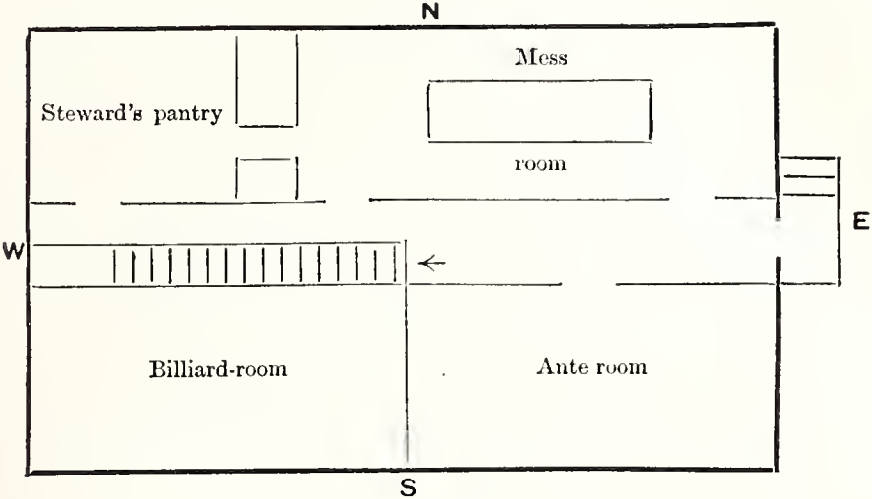 N
Mess
Steward's pantry
room
W
E
Billiard-room
Ante room
S